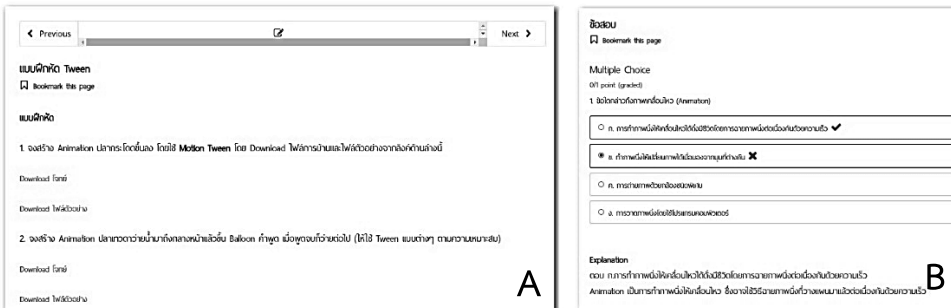 Previous
Next
แบบฝึกหัด Tween
Bookmark this page
แบบฝึกหัด
1. จงสร้าง Animation ปลากระโดดขึ้นลง โดยใช้ Motion Tween โดย Download ไฟล์การบ้านและไฟล์ตัวอย่างจากลิงค์ด้านล่างนี้
Download โจทย์
Download ไฟล์ตัวอย่าง
2. จงสร้าง Animation ปลาเทวดาว่ายน้ำมาถึงกลางหน้าแล้วขึ้น Balloon คำพูด เมื่อพูดจบก็ว่ายต่อไป (ให้ใช้ Tween แบบต่างๆ ตามความเหมาะสม)
Download โจทย์
Download ไฟล์ตัวอย่าง
A
ข้อสอบ
Bookmark this page
Multiple Choice
0/1 point (graded)
1. ข้อใดกล่าวถึงภาพเคลื่อนไหว (Animation)
ก. การทำภาพนิ่งให้เคลื่อนไหวได้ดั่งมีชีวิตโดยการฉายภาพนิ่งต่อเนื่องกันด้วยความเร็ว
ข. ทำภาพนิ่งให้เปลี่ยนภาพได้เมื่อมองจากมุมที่ต่างกัน
ค. การถ่ายภาพด้วยกล้องชนิดพิเศษ
ง. การวาดภาพนิ่งโดยใช้โปรแกรมคอมพิวเตอร์
Explanation
ตอบ ก.การทำภาพนิ่งให้เคลื่อนไหวได้ดั่งมีชีวิตโดยการฉายภาพนิ่งต่อเนื่องกันด้วยความเร็ว
Animation เป็นการทำภาพนิ่งให้เคลื่อนไหว ซึ่งอาจใช้วิธีฉายภาพนิ่งที่วางแผนมาแล้วต่อเนื่องกันด้วยความเร็ว
B